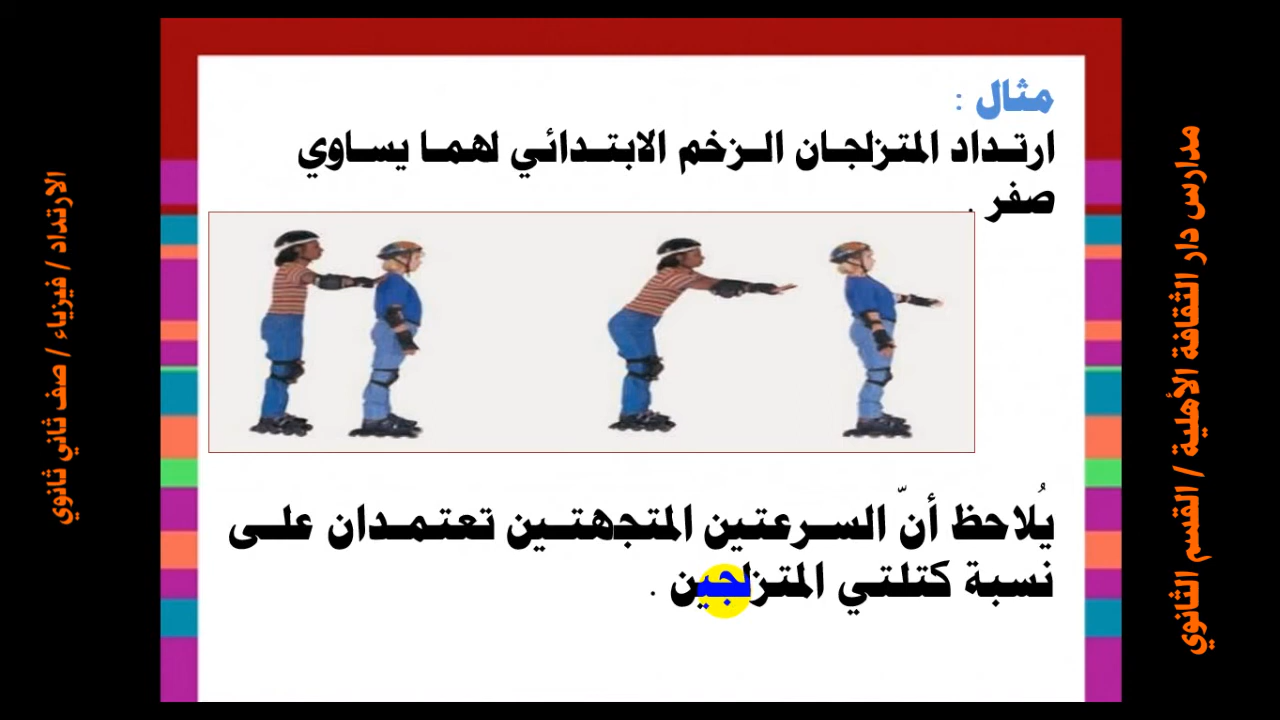 مثال :
ارتداد المتزلجان الزخم الابتدائي لهما يساوي
صفر .
يُلاحظ أنّ السرعتين المتجهتين تعتمدان على
نسبة كتلتي المتزلجين .
مدارس دار الثقافة الأهلية / القسم الثانوي
الارتداد / فيزياء / صف ثاني ثانوي